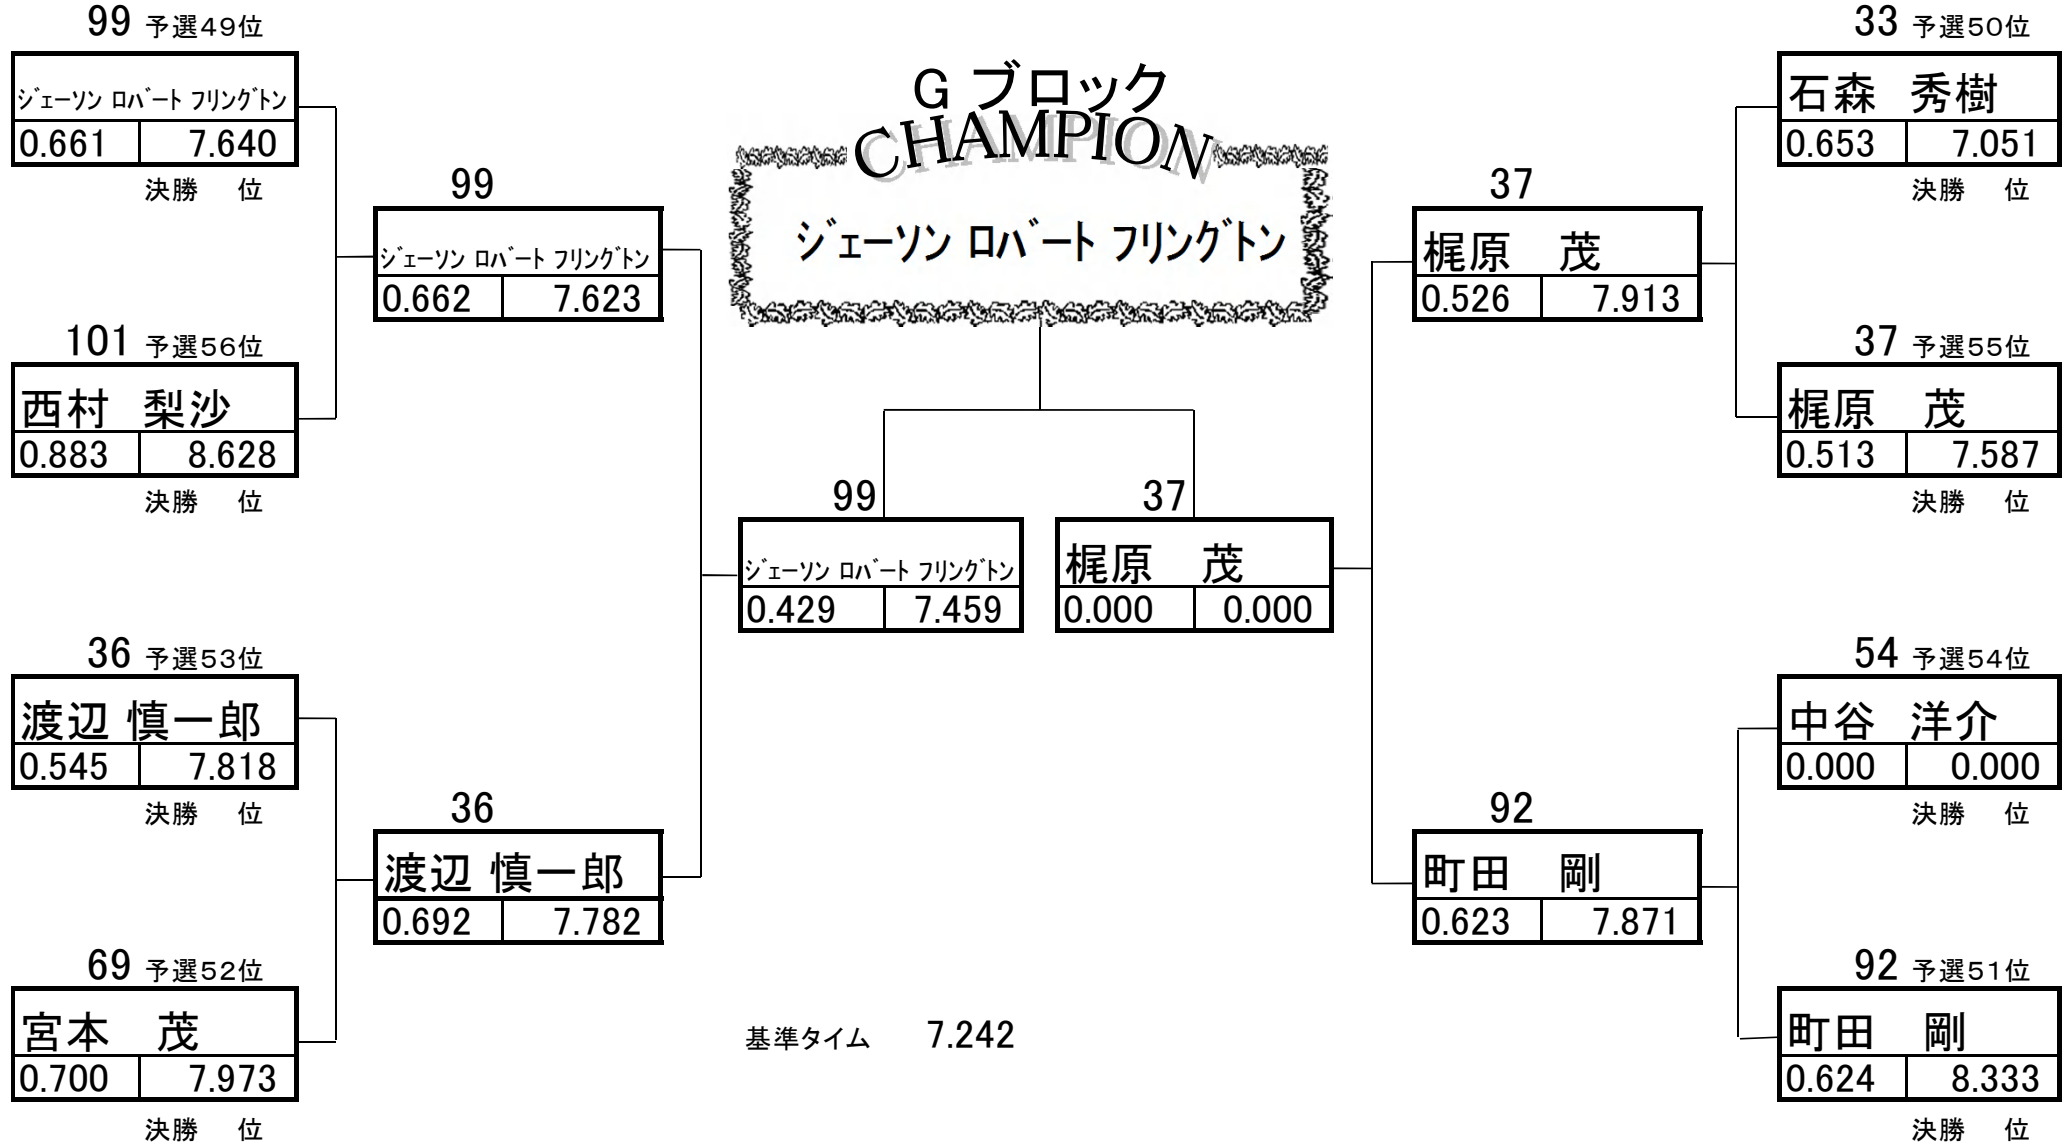 G ブロック
CHAMPION
ジェーソン ロバート フリングトン
99 予選49位
ジェーソン ロバート フリングトン
0.661 7.640
決勝 位
101 予選56位
西村 梨沙
0.883 8.628
決勝 位
36 予選53位
渡辺 慎一郎
0.545 7.818
決勝 位
69 予選52位
宮本 茂
0.700 7.973
決勝 位
99
ジェーソン ロバート フリングトン
0.662 7.623
36
渡辺 慎一郎
0.692 7.782
99
ジェーソン ロバート フリングトン
0.429 7.459
37
梶原 茂
0.000 0.000
基準タイム 7.242
37
梶原 茂
0.526 7.913
92
町田 剛
0.623 7.871
33 予選50位
石森 秀樹
0.653 7.051
決勝 位
37 予選55位
梶原 茂
0.513 7.587
決勝 位
54 予選54位
中谷 洋介
0.000 0.000
決勝 位
92 予選51位
町田 剛
0.624 8.333
決勝 位